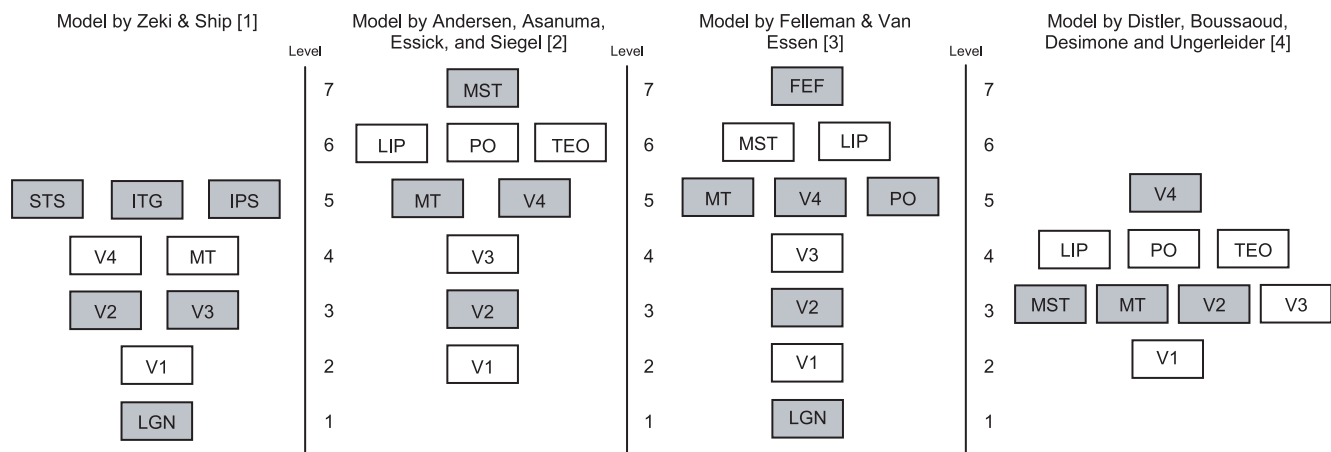 Model by Zeki & Ship [1]
Model by Andersen, Asanuma,
Essick, and Siegel [2]
Model by Felleman & Van
Essen [3]
Model by Distler, Boussaoud,
Desimone and Ungerleider [4]
Level Level Level
7 MST 7 FEF 7
6 LIP PO TEO 6 MST LIP 6
STS ITG IPS 5 MT V4 5 MT V4 PO 5 V4
V4 MT 4 V3 4 V3 4 LIP PO TEO
V2 V3 3 V2 3 V2 3 MST MT V2 V3
V1 2 V1 2 V1 2 V1
LGN 1 1 LGN 1